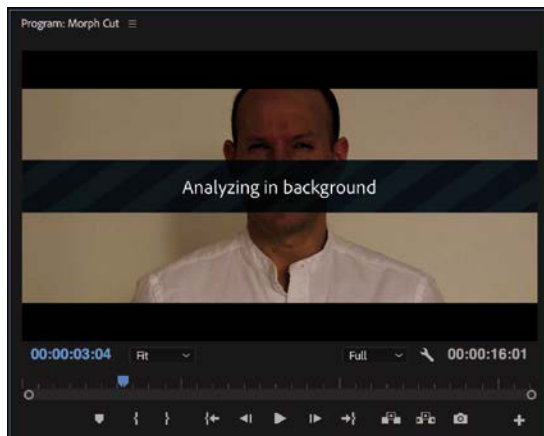 Program: Morph Cut
Analyzing in background
00:00:03:04 Fit Full 00:00:16:01